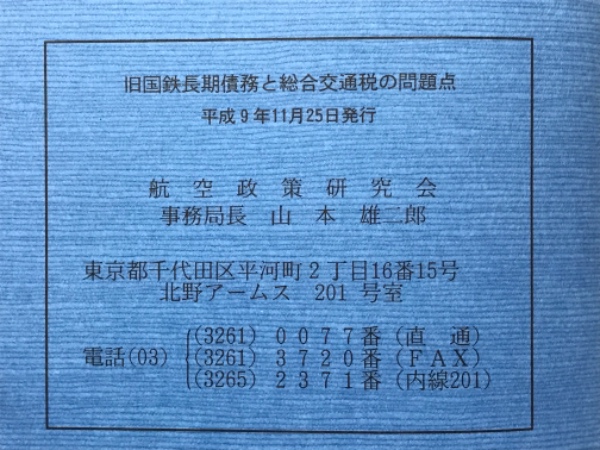 旧国鉄長期債務と総合交通税の問題点
平成9年11月25日発行
航空政策研究会
事務局長 山本雄二郎
東京都千代田区平河町2丁目16番15号
北野アームス 201号室
電話(03)
(3261) 0077番(直通)
(3261) 3720番(FAX)
(3265) 2371番(内線201)